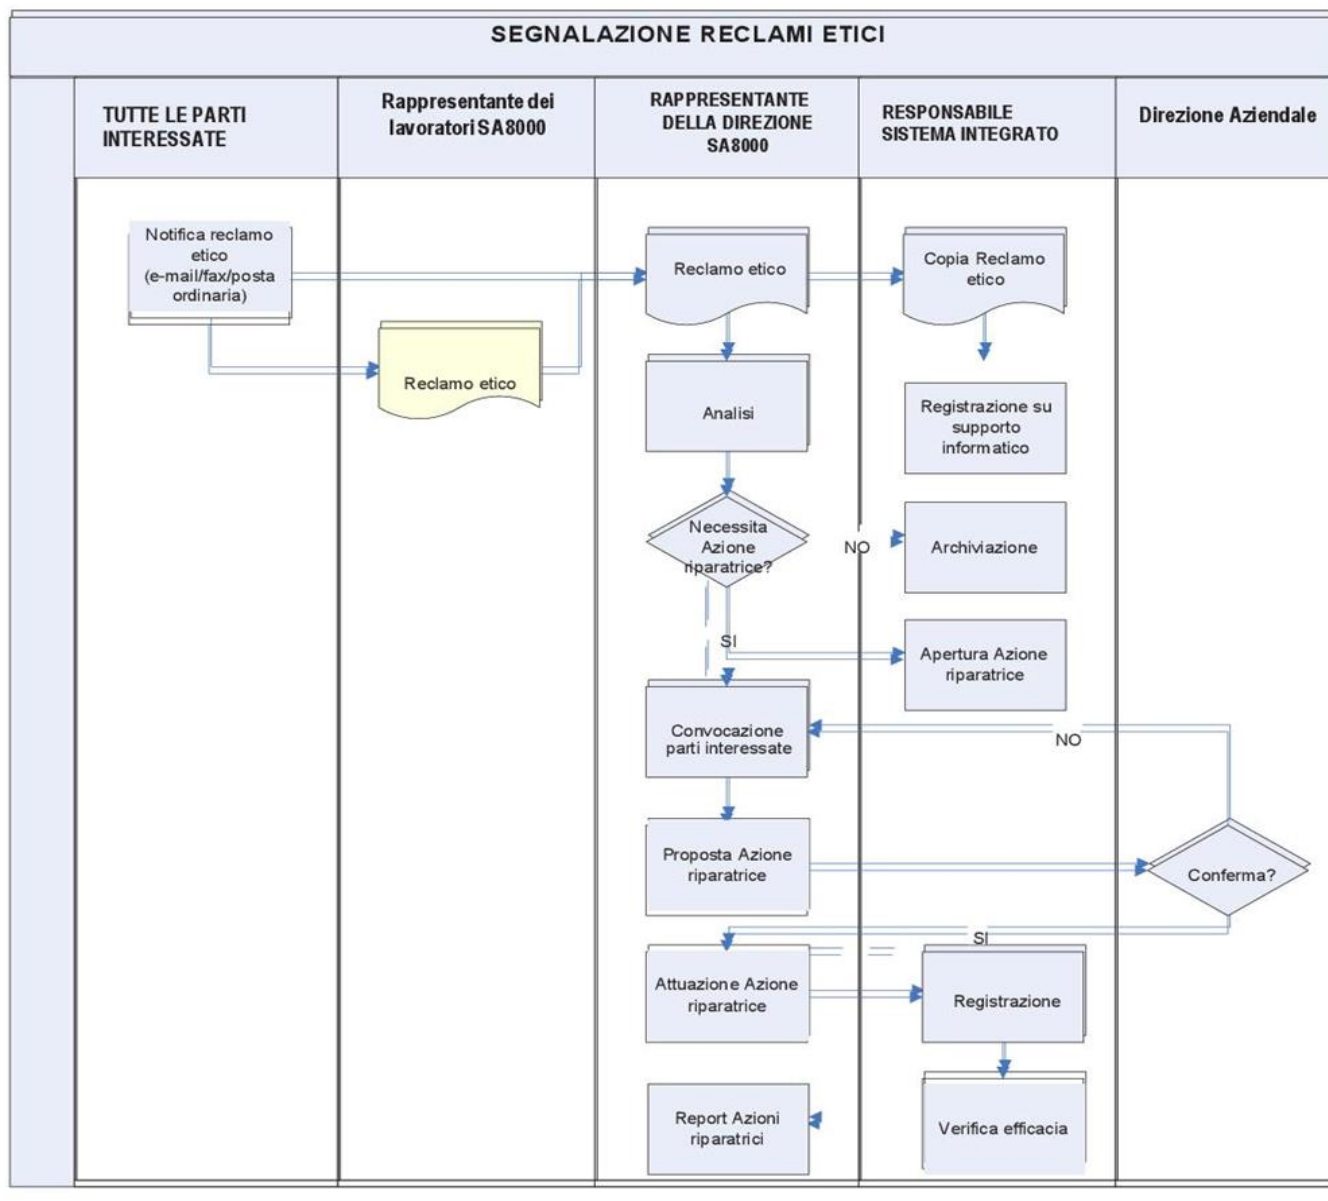 SEGNALAZIONE RECLAMI ETICI
TUTTE LE PARTI
INTERESSATE
Rappresentante dei
lavoratori SA8000
RAPPRESENTANTE
DELLA DIREZIONE
SA8000
RESPONSABILE
SISTEMA INTEGRATO
Direzione Aziendale
Notifica reclamo
etico
(e-mail/fax/posta
ordinaria)
Reclamo etico
Reclamo etico
Copia Reclamo
etico
Analisi
Registrazione su
supporto
informatico
Necessita
Azione
riparatrice?
NO
Archiviazione
SI
Apertura Azione
riparatrice
Convocazione
parti interessate
NO
Proposta Azione
riparatrice
Conferma?
SI
Attuazione Azione
riparatrice
Registrazione
Report Azioni
riparatrici
Verifica efficacia